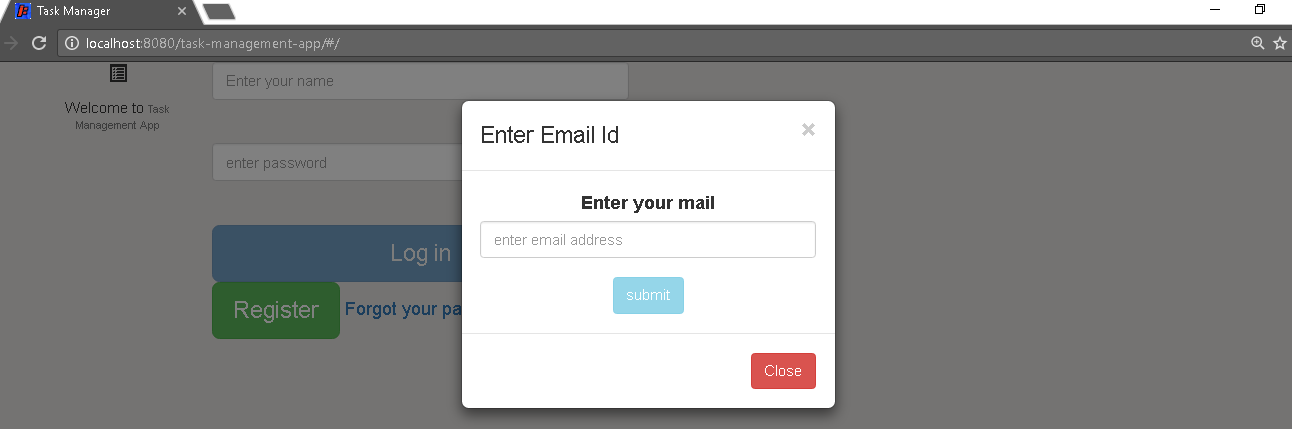 Task Manager
localhost:8080/task-management-app/#/
Enter your name
Welcome to Task
Management App
enter password
Log in
Register Forgot your pa
Enter Email Id ×
Enter your mail
enter email address
submit
Close